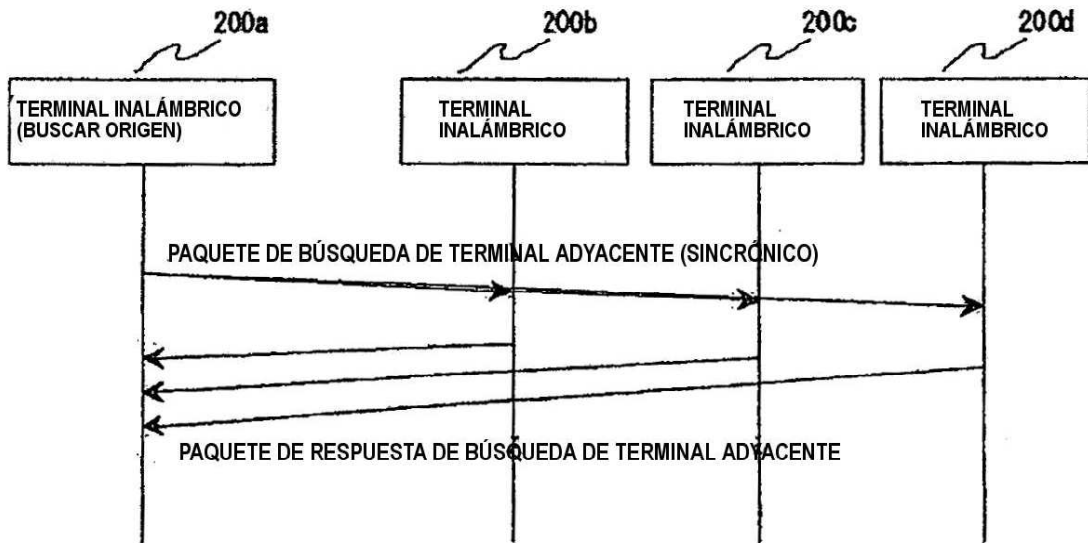 200a
200b
200c
200d
TERMINAL INALÁMBRICO
(BUSCAR ORIGEN)
TERMINAL
INALÁMBRICO
TERMINAL
INALÁMBRICO
TERMINAL
INALÁMBRICO
PAQUETE DE BÚSQUEDA DE TERMINAL ADYACENTE (SINCRÓNICO)
PAQUETE DE RESPUESTA DE BÚSQUEDA DE TERMINAL ADYACENTE